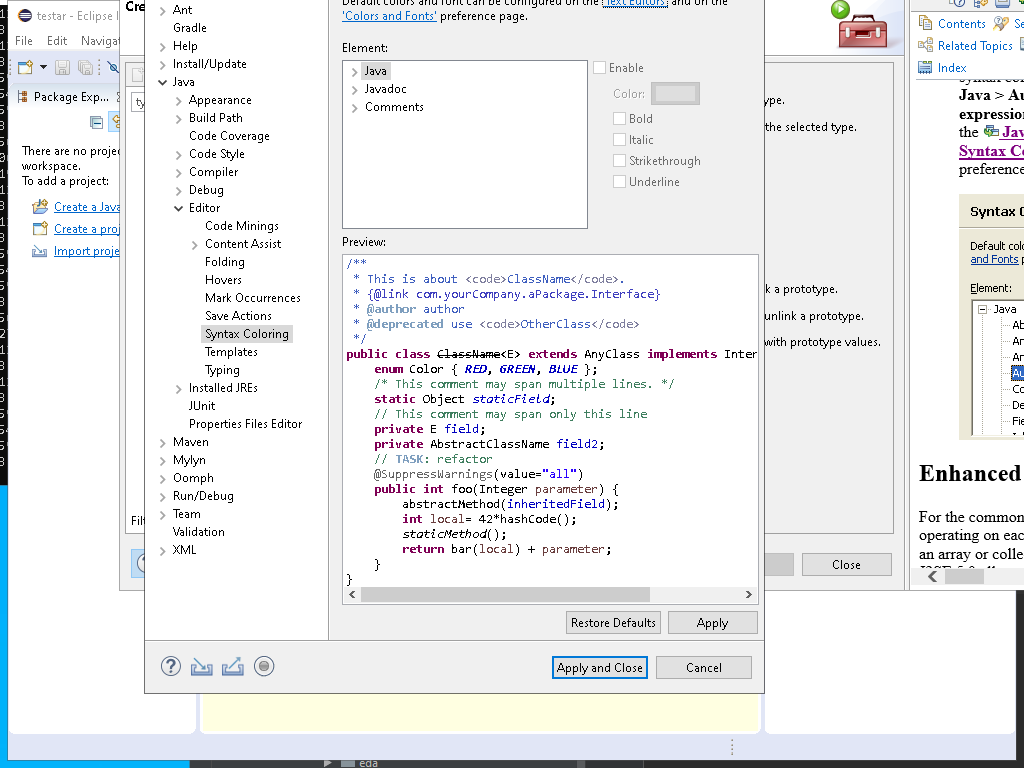 testar - Eclipse I
File Edit Navigat
Package Exp...
There are no projec
workspace.
To add a project:
Create a Java
Create a proj
Import proje
Cre
ty
Filt
Ant
Gradle
Help
Install/Update
Java
Appearance
Build Path
Code Coverage
Code Style
Compiler
Debug
Editor
Code Minings
Content Assist
Folding
Hovers
Mark Occurrences
Save Actions
Syntax Coloring
Templates
Typing
Installed JREs
JUnit
Properties Files Editor
Maven
Mylyn
Oomph
Run/Debug
Team
Validation
XML
Default colors and font can be configured on the 'Text Editors' and on the
'Colors and Fonts' preference page.
Element:
Java
Javadoc
Comments
Enable
Color:
Bold
Italic
Strikethrough
Underline
Preview:
/**
* This is about <code>ClassName</code>.
* {@link com.yourCompany.aPackage.Interface}
* @author author
* @deprecated use <code>OtherClass</code>
*/
public class ClassName<E> extends AnyClass implements Inter
enum Color { RED, GREEN, BLUE };
/* This comment may span multiple lines. */
static Object staticField;
// This comment may span only this line
private E field;
private AbstractClassName field2;
// TASK: refactor
@SuppressWarnings(value="all")
public int foo(Integer parameter) {
abstractMethod(inheritedField);
int local= 42*hashCode();
staticMethod();
return bar(local) + parameter;
}
}
Restore Defaults
Apply
Apply and Close
Cancel
ype.
the selected type.
k a prototype.
unlink a prototype.
with prototype values.
Close
Contents Se
Related Topics
Index
Java > Au
expression
the Jav
Syntax Co
preference
Syntax C
Default colo
and Fonts p
Element:
Java
Ab
An
An
Au
Co
De
Fie
Enhanced
For the common
operating on eac
an array or colle
eda